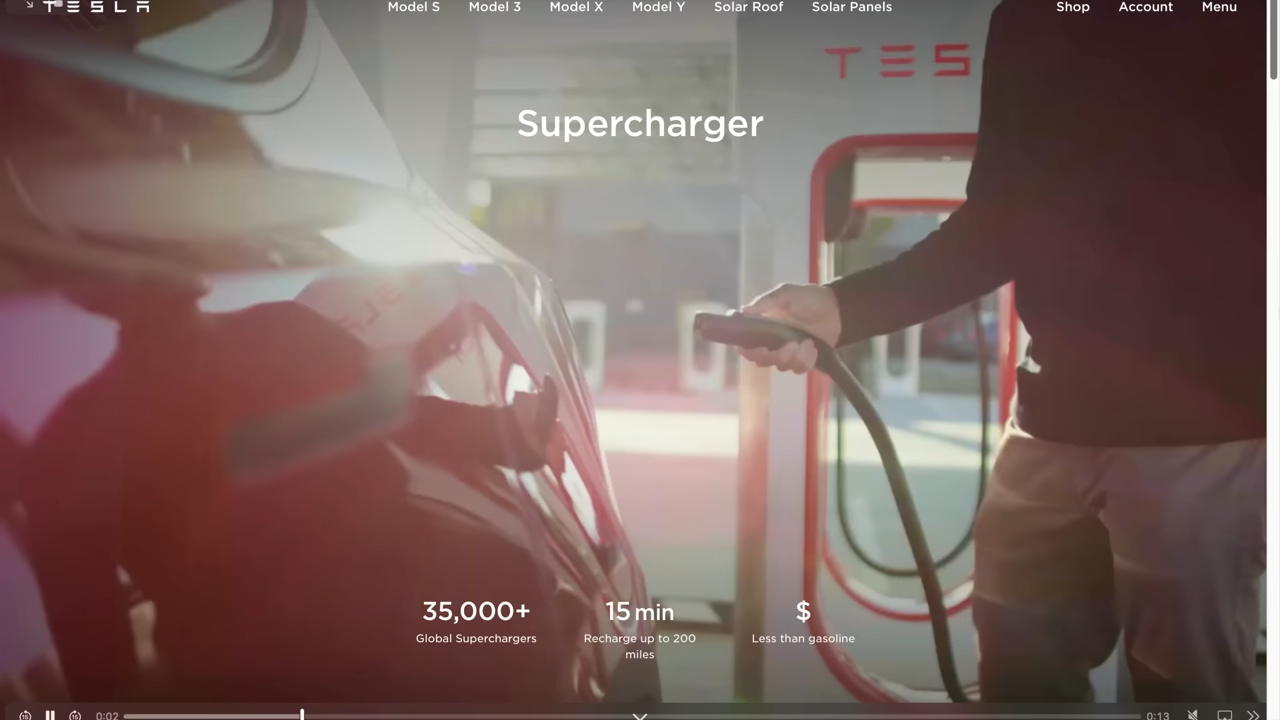 TESLA
Model S
Model 3
Model X
Model Y
Solar Roof
Solar Panels
Shop
Account
Menu
TES
Supercharger
35,000+
Global Superchargers
15 min
Recharge up to 200
miles
$
Less than gasoline
0:02
0:13